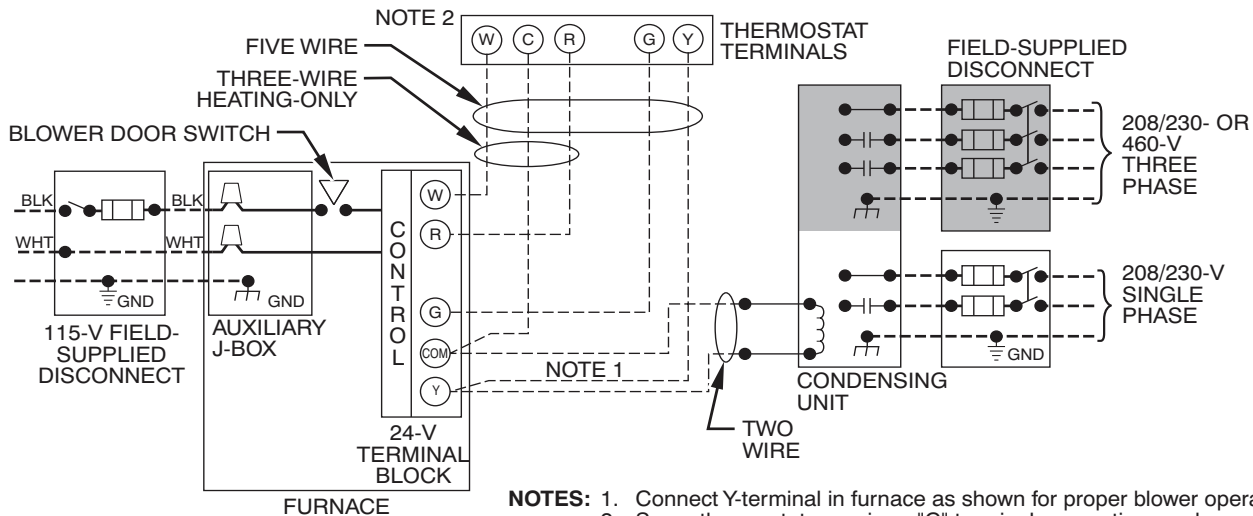 NOTE 2
W C R G Y
THERMOSTAT
TERMINALS
FIVE WIRE
THREE-WIRE
HEATING-ONLY
BLOWER DOOR SWITCH
FIELD-SUPPLIED
DISCONNECT
208/230- OR
460-V
THREE
PHASE
BLK
BLK
WHT
WHT
GND
GND
115-V FIELD-
SUPPLIED
DISCONNECT
AUXILIARY
J-BOX
CONTROL
W
R
G
COM
Y
24-V
TERMINAL
BLOCK
FURNACE
NOTE 1
TWO
WIRE
CONDENSING
UNIT
208/230-V
SINGLE
PHASE
GND
NOTES: 1. Connect Y-terminal in furnace as shown for proper blower